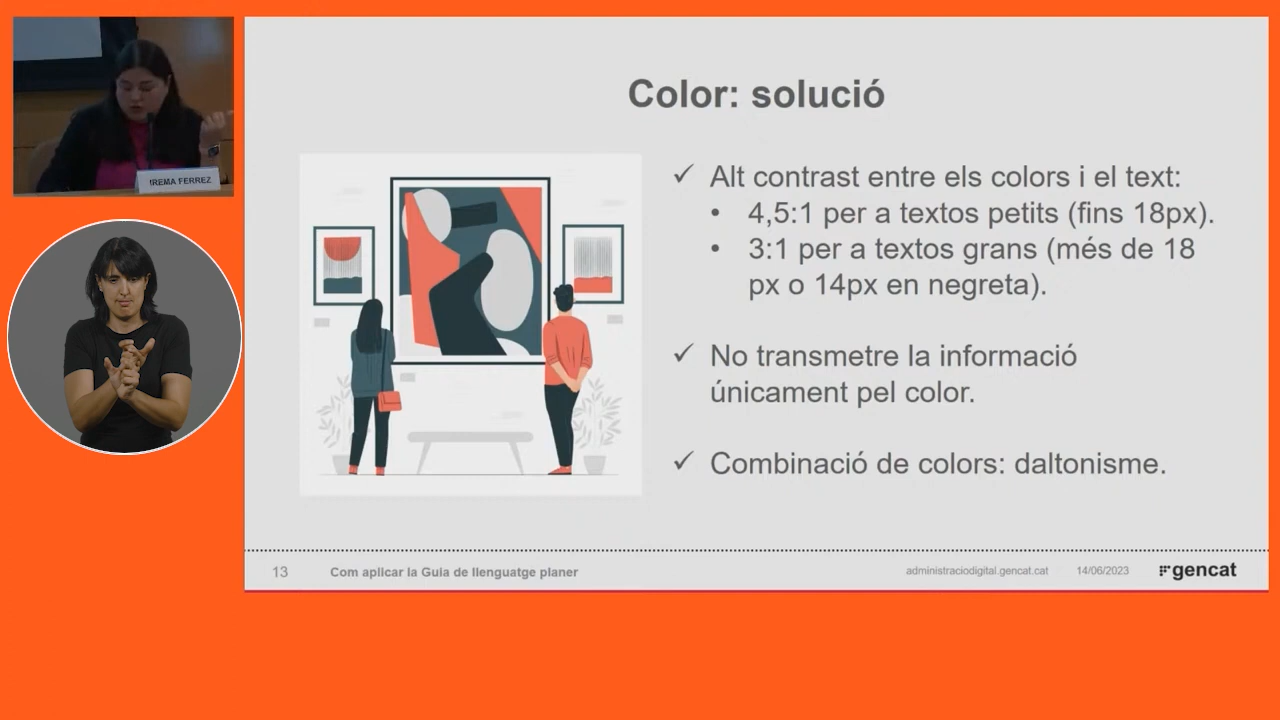 IREMA FERREZ
Color: solució
✓ Alt contrast entre els colors i el text:
• 4,5:1 per a textos petits (fins 18px).
• 3:1 per a textos grans (més de 18
px o 14px en negreta).
✓ No transmetre la informació
únicament pel color.
✓ Combinació de colors: daltonisme.
13
Com aplicar la Guia de llenguatge planer
administraciodigital.gencat.cat
14/06/2023
gencat